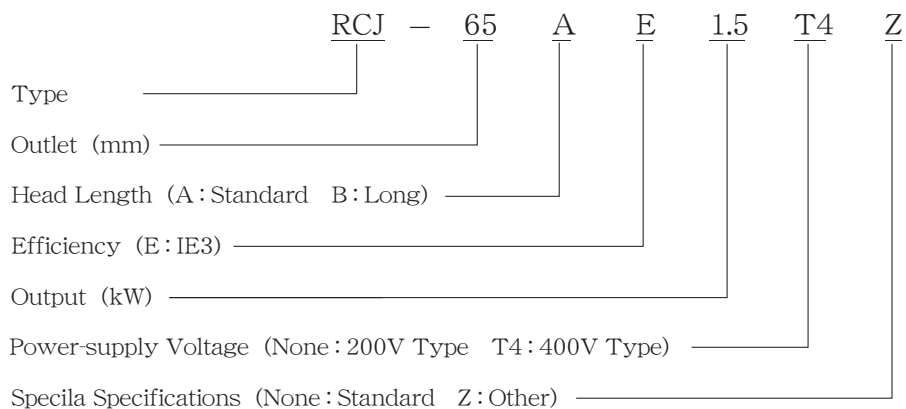 RCJ － 65 A E 1.5 T4 Z
Type
Outlet (mm)
Head Length (A：Standard B：Long)
Efficiency (E：IE3)
Output (kW)
Power-supply Voltage (None：200V Type T4：400V Type)
Specila Specifications (None：Standard Z：Other)